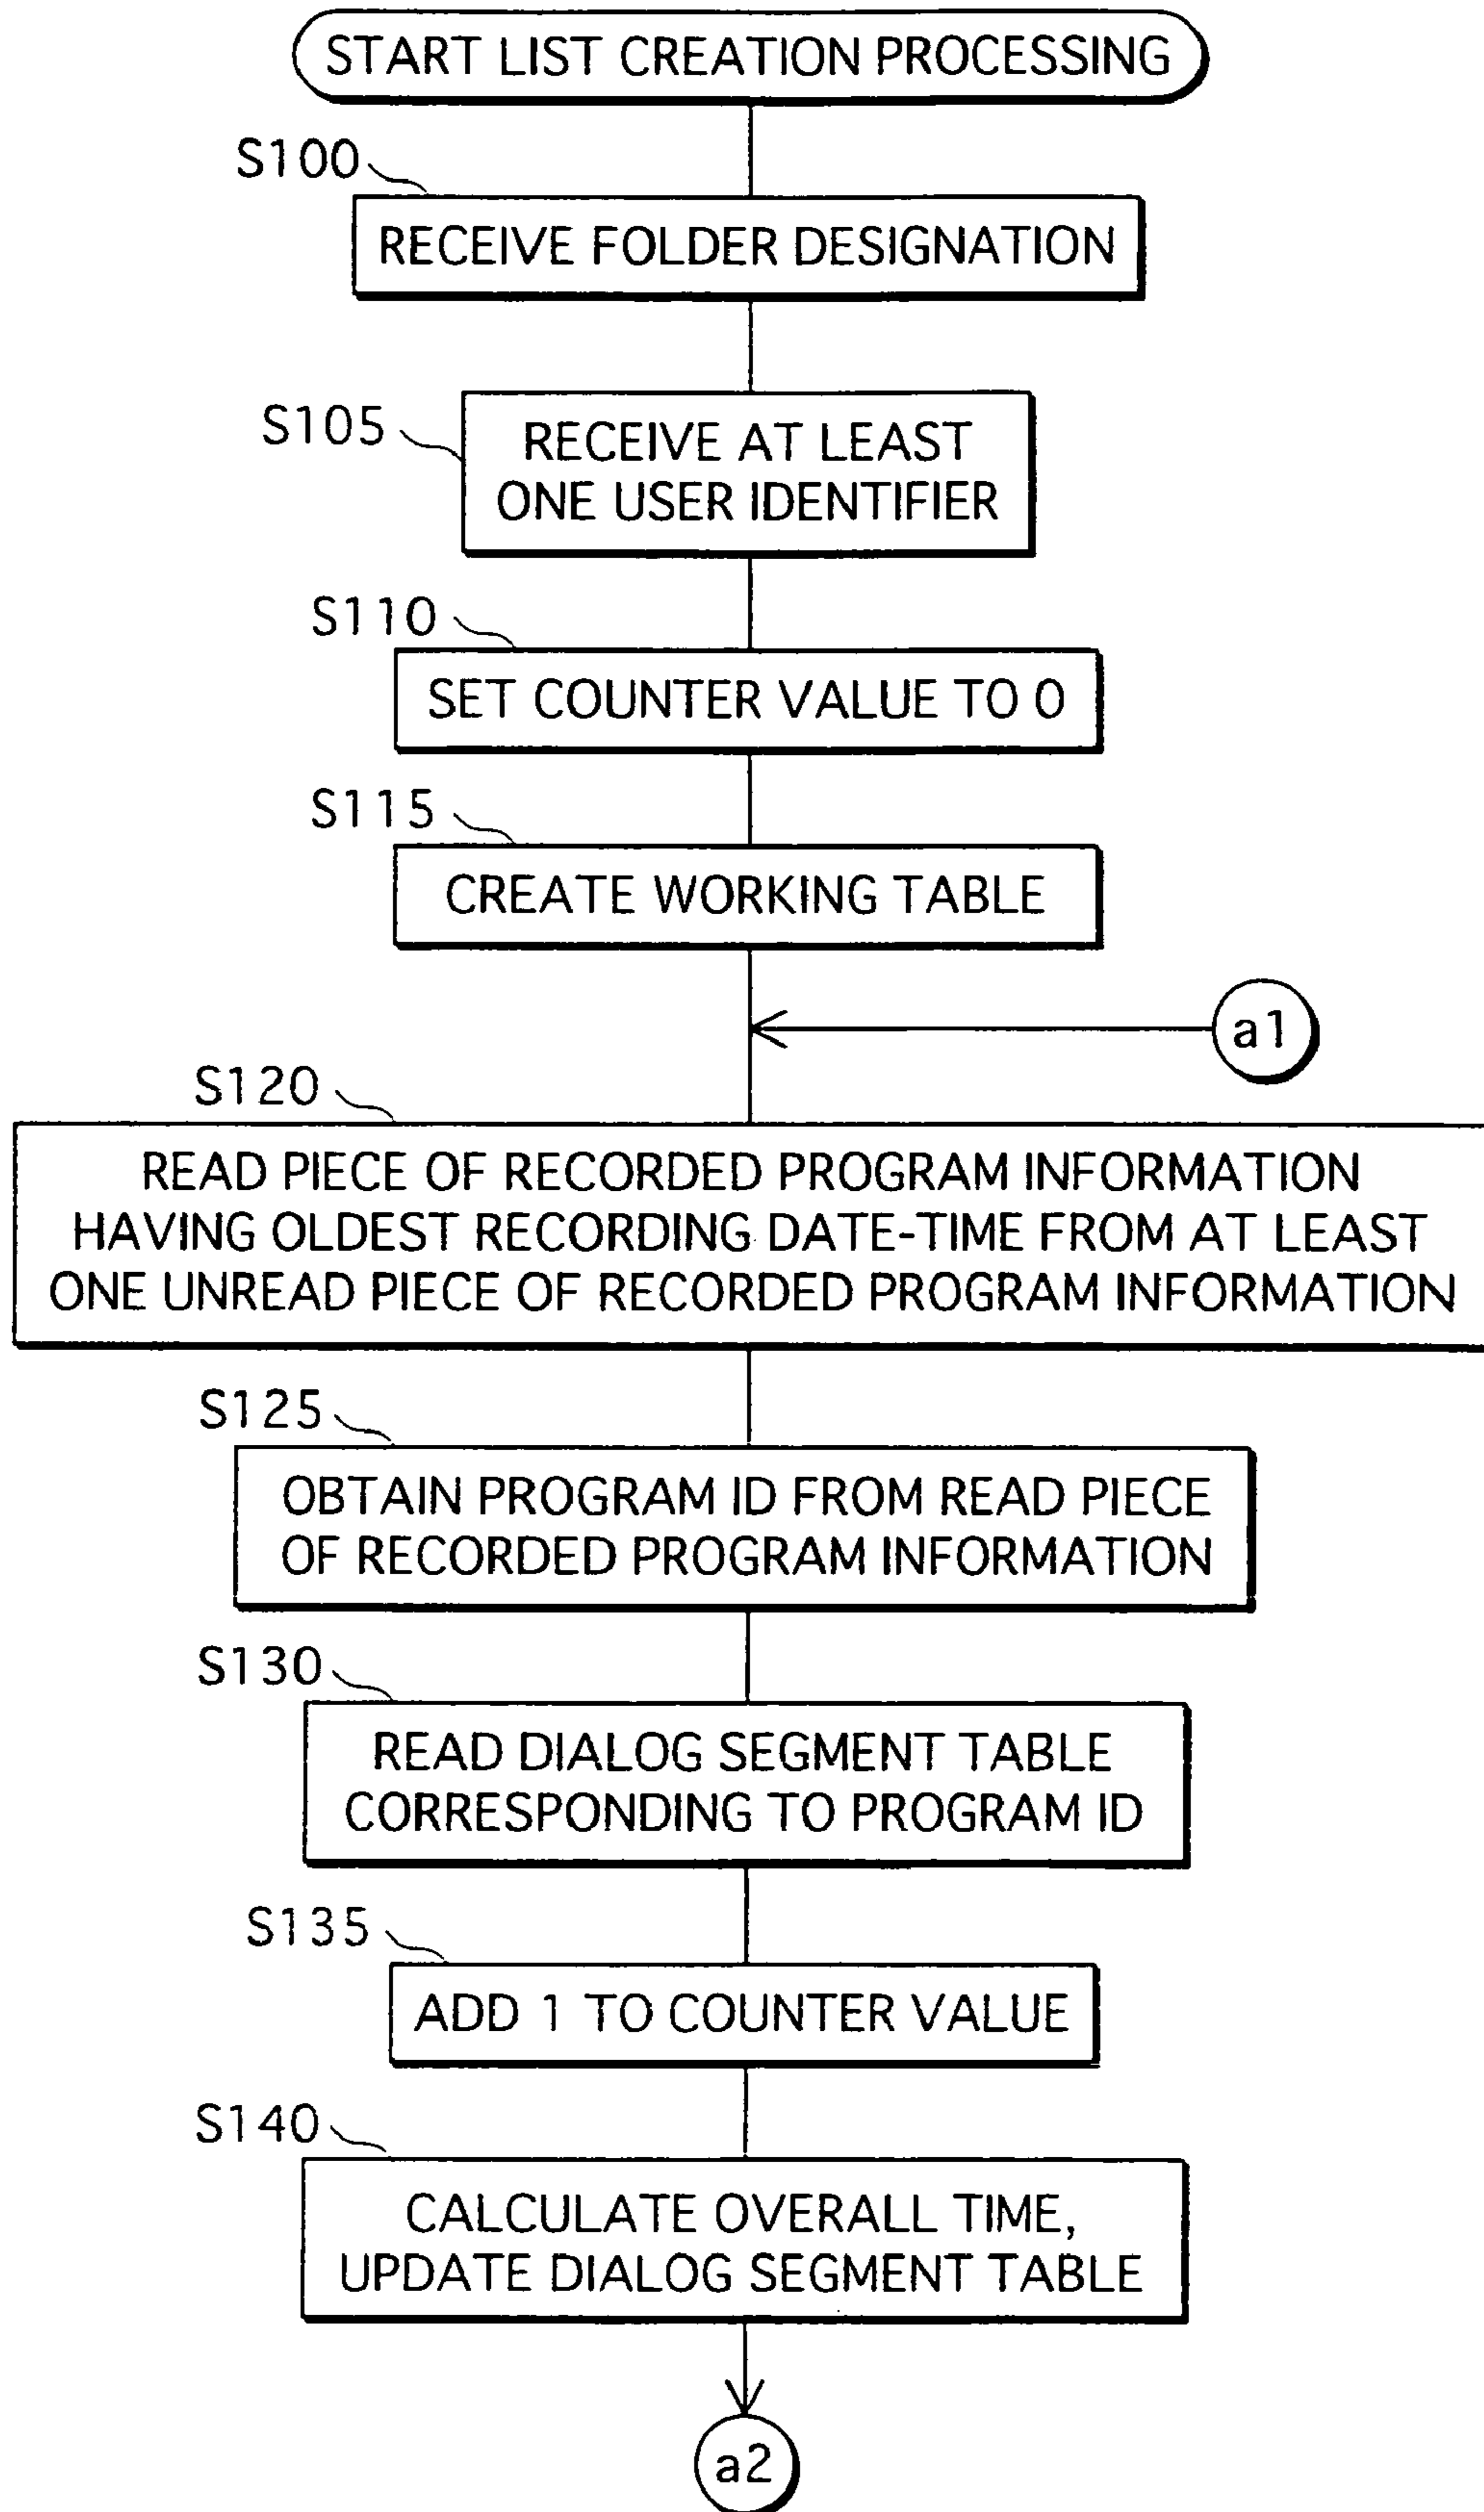 START LIST CREATION PROCESSING
S100
RECEIVE FOLDER DESIGNATION
S105
RECEIVE AT LEAST
ONE USER IDENTIFIER
S110
SET COUNTER VALUE TO 0
S115
CREATE WORKING TABLE
a1
S120
READ PIECE OF RECORDED PROGRAM INFORMATION
HAVING OLDEST RECORDING DATE-TIME FROM AT LEAST
ONE UNREAD PIECE OF RECORDED PROGRAM INFORMATION
S125
OBTAIN PROGRAM ID FROM READ PIECE
OF RECORDED PROGRAM INFORMATION
S130
READ DIALOG SEGMENT TABLE
CORRESPONDING TO PROGRAM ID
S135
ADD 1 TO COUNTER VALUE
S140
CALCULATE OVERALL TIME,
UPDATE DIALOG SEGMENT TABLE
a2